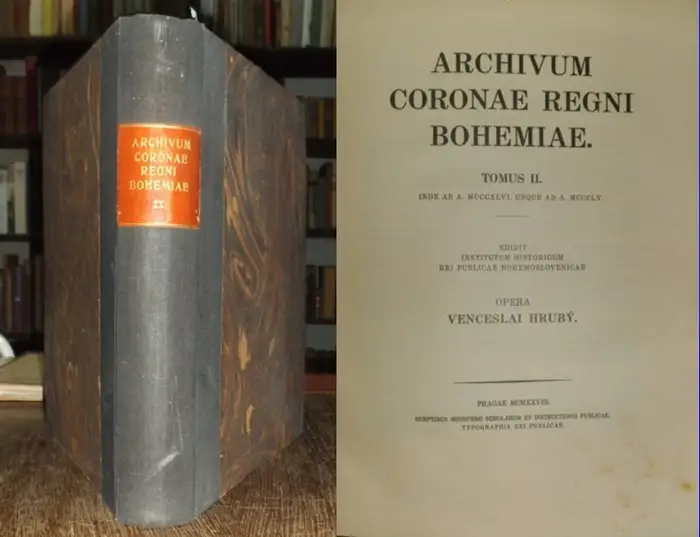 ARCHIVUM
CORONAE
REGNI
BOHEMIAE
II
ARCHIVUM
CORONAE REGNI
BOHEMIAE.
TOMUS II.
INDE AB A. MCCCXLVI. USQUE AD A. MCCCLV.
EDIDIT
INSTITUTUM HISTORICUM
REI PUBLICAE BOHEMOSLOVENICAE
OPERA
VENCESLAI HRUBÝ.
PRAGAE MCMXXVIII.
SUMPTIBUS MINISTERII SCHOLARUM ET INSTRUCTIONIS PUBLICAE.
TYPOGRAPHIA REI PUBLICAE.